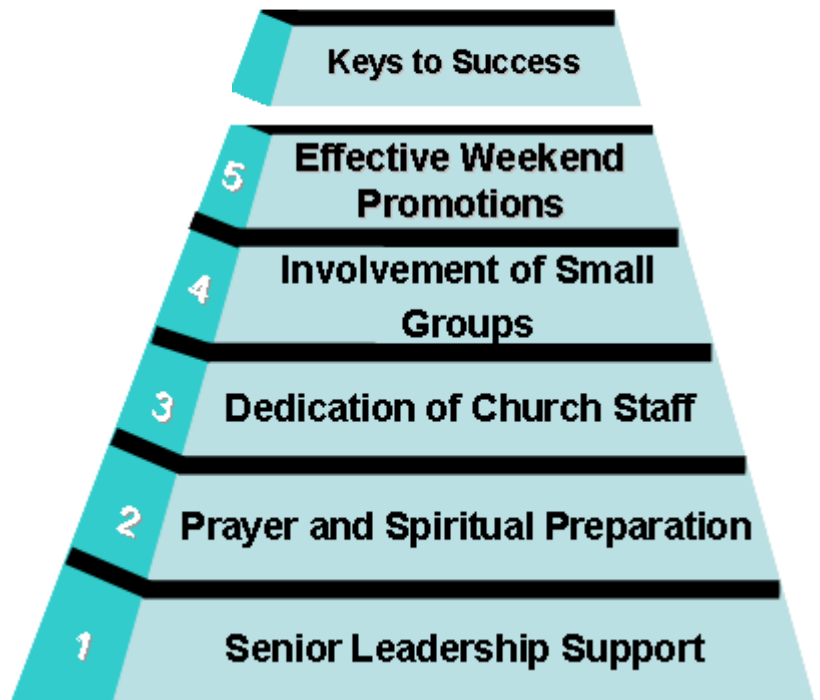 Keys to Success
5
Effective Weekend
Promotions
4
Involvement of Small
Groups
3
Dedication of Church Staff
2
Prayer and Spiritual Preparation
1
Senior Leadership Support